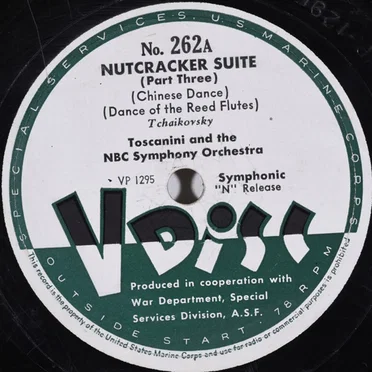 SPECIAL SERVICES, U.S. MARINE CORPS
No. 262A
NUTCRACKER SUITE
(Part Three)
(Chinese Dance)
(Dance of the Reed Flutes)
Tchaikovsky
Toscanini and the
NBC Symphony Orchestra
VP 1295
Symphonic
"N" Release
V DISC
Produced in cooperation with
War Department, Special
Services Division, A.S.F.
OUTSIDE START, 78 RPM
This record is the property of the United States Marine Corps and use for radio or commercial purposes is prohibited